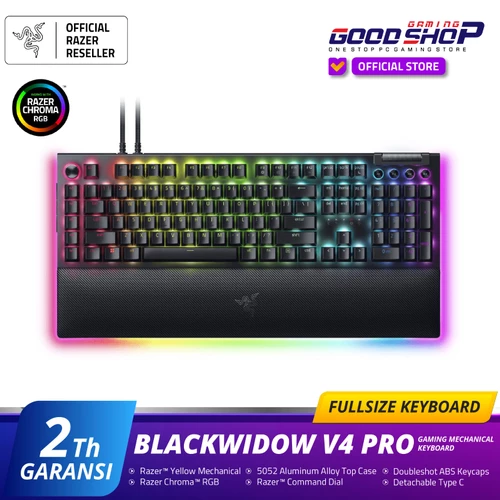 OFFICIAL
RAZER
RESELLER
GAMING
GOODSHOP
ONE STOP PC GAMING STORE
OFFICIAL STORE
RAZER
CHROMA
RGB
FULLSIZE KEYBOARD
2Th
GARANSI
BLACKWIDOW V4 PRO
GAMING MECHANICAL
KEYBOARD
Razer™ Yellow Mechanical
5052 Aluminum Alloy Top Case
Doubleshot ABS Keycaps
Razer Chroma™ RGB
Razer™ Command Dial
Detachable Type C